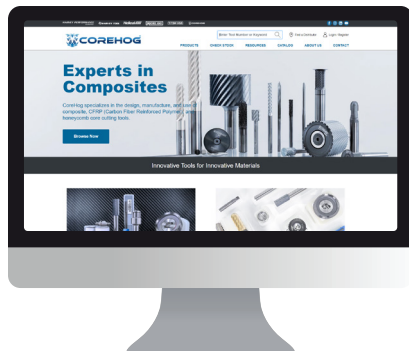 COREHOG
Enter Tool Number or Keyword
Find a Distributor
Login / Register
PRODUCTS
CHECK STOCK
RESOURCES
CATALOG
ABOUT US
CONTACT
Experts in
Composites
CoreHog specializes in the design, manufacture, and use of
composite, CFRP (Carbon Fiber Reinforced Polymer), and
honeycomb core cutting tools.
Browse Now
Innovative Tools for Innovative Materials